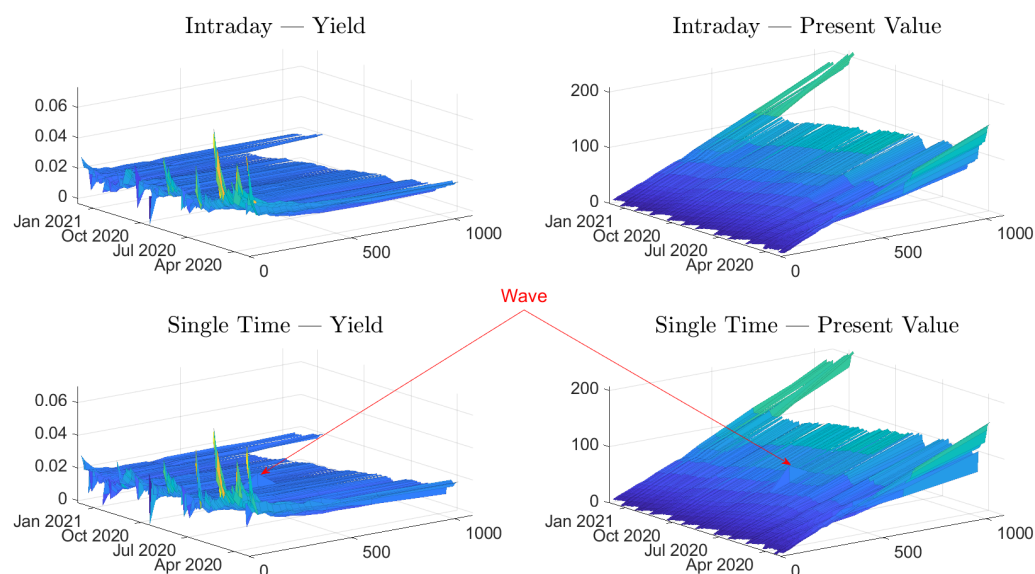 Intraday — Yield
0.06
0.04
0.02
0
Jan 2021
Oct 2020
Jul 2020
Apr 2020
0
500
1000
Intraday — Present Value
200
100
0
Jan 2021
Oct 2020
Jul 2020
Apr 2020
0
500
1000
Wave
Single Time — Yield
0.06
0.04
0.02
0
Jan 2021
Oct 2020
Jul 2020
Apr 2020
0
500
1000
Single Time — Present Value
200
100
0
Jan 2021
Oct 2020
Jul 2020
Apr 2020
0
500
1000